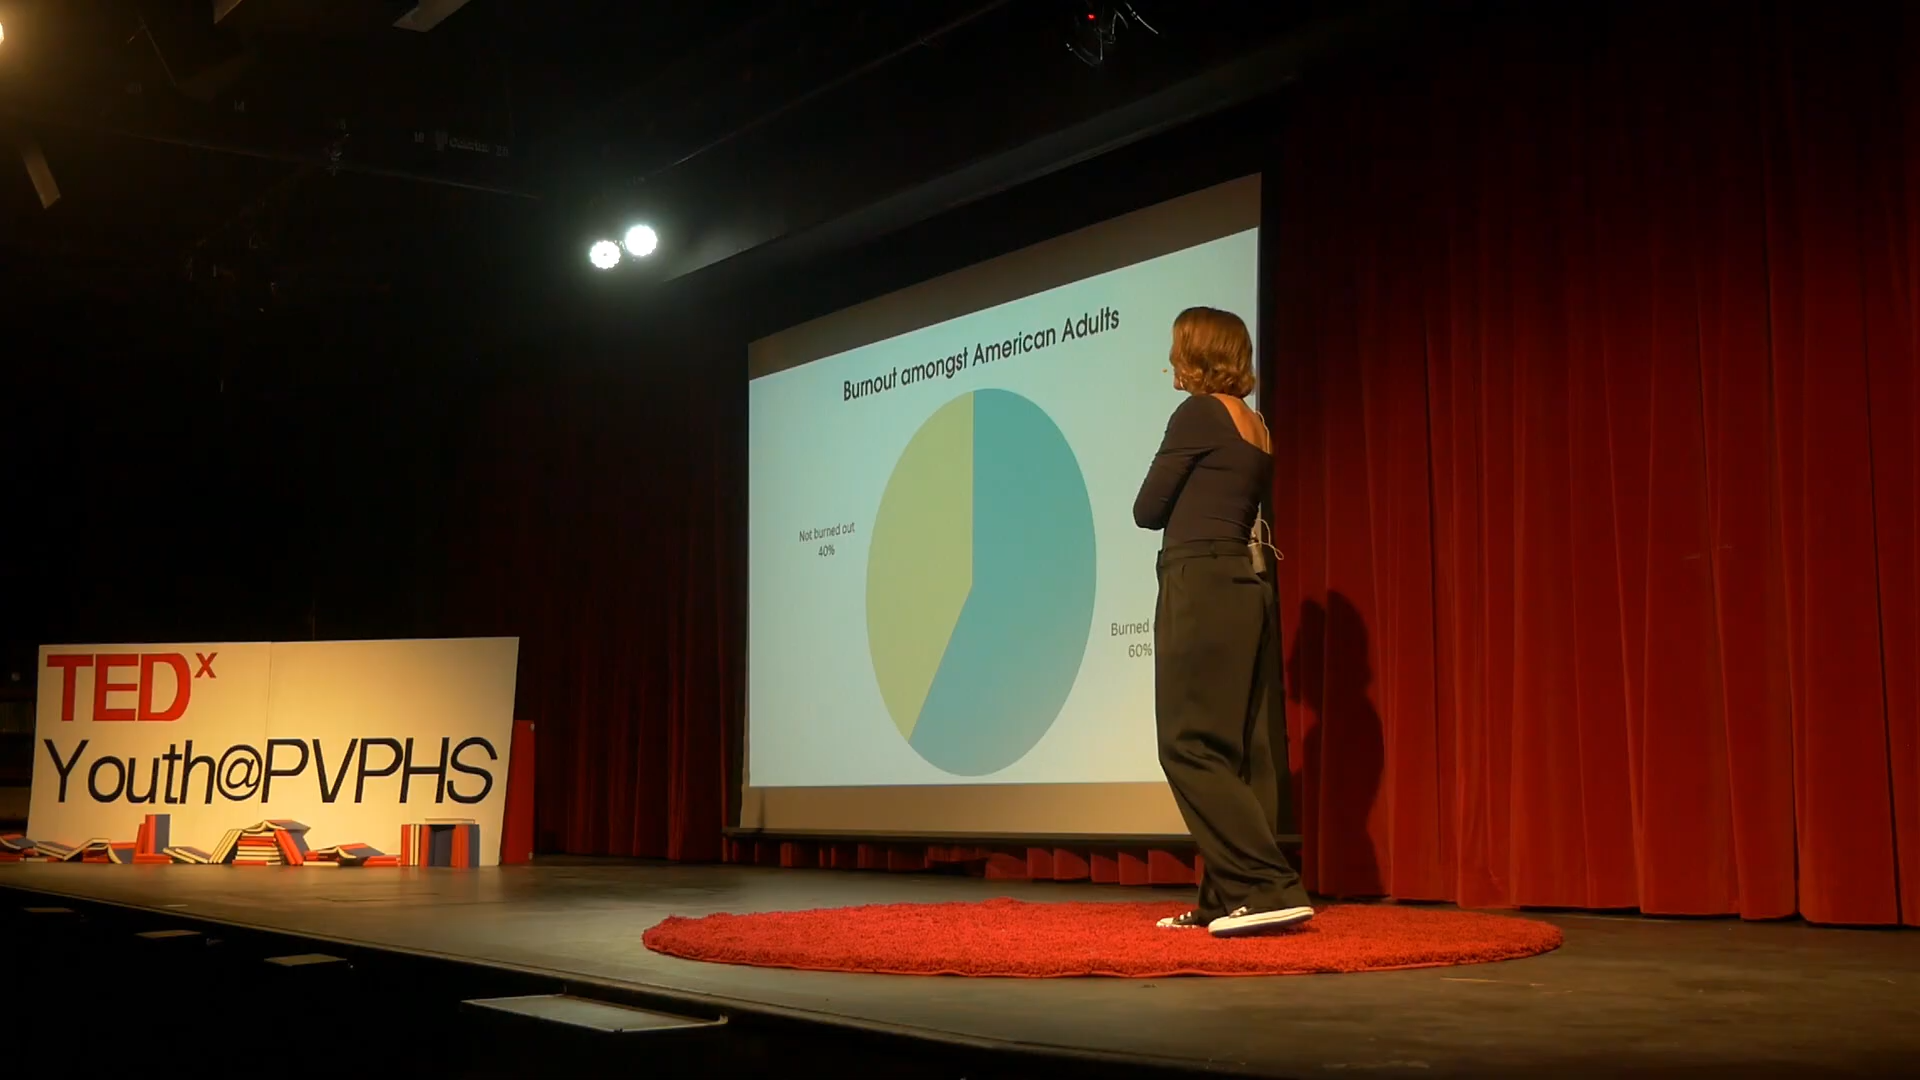 Burnout amongst American Adults
Not burned out
40%
Burned
60%
TEDx
Youth@PVPHS